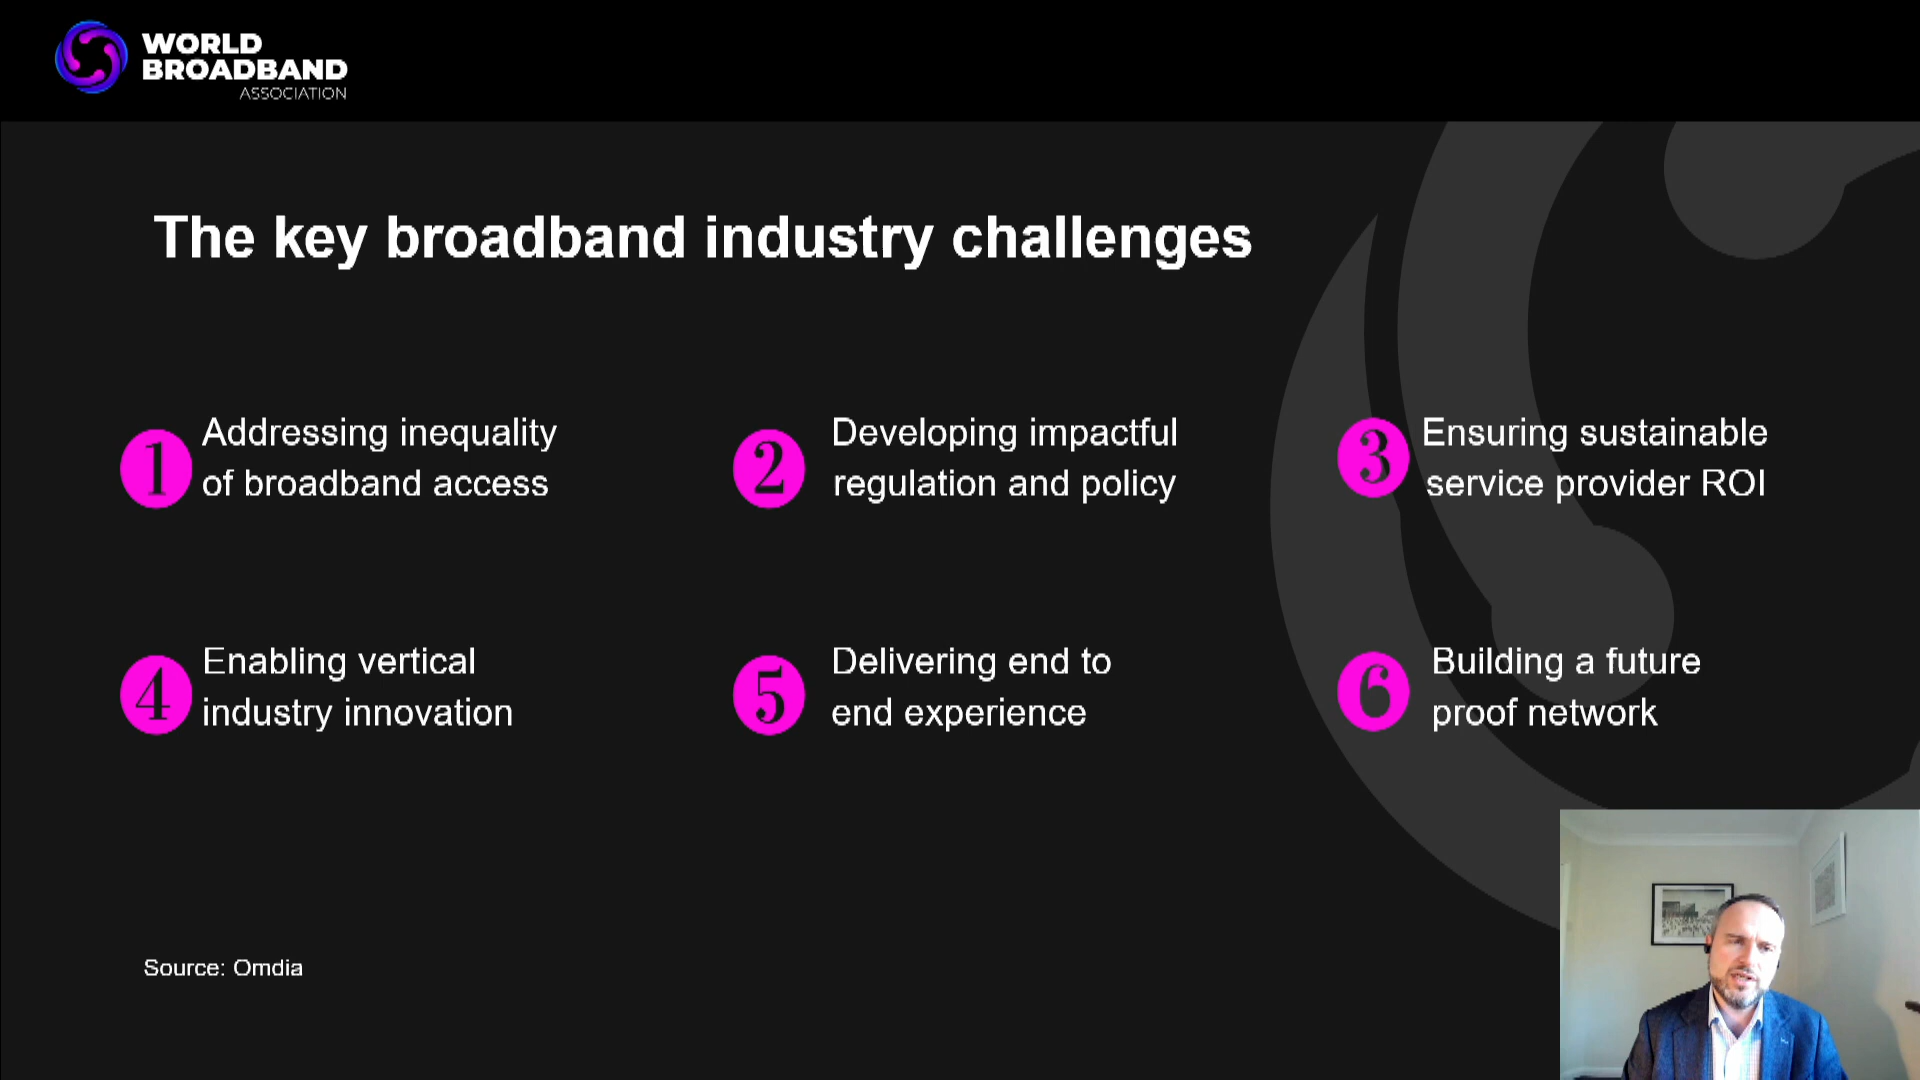 WORLD
BROADBAND
ASSOCIATION
The key broadband industry challenges
1 Addressing inequality
of broadband access
2 Developing impactful
regulation and policy
3 Ensuring sustainable
service provider ROI
4 Enabling vertical
industry innovation
5 Delivering end to
end experience
6 Building a future
proof network
Source: Omdia